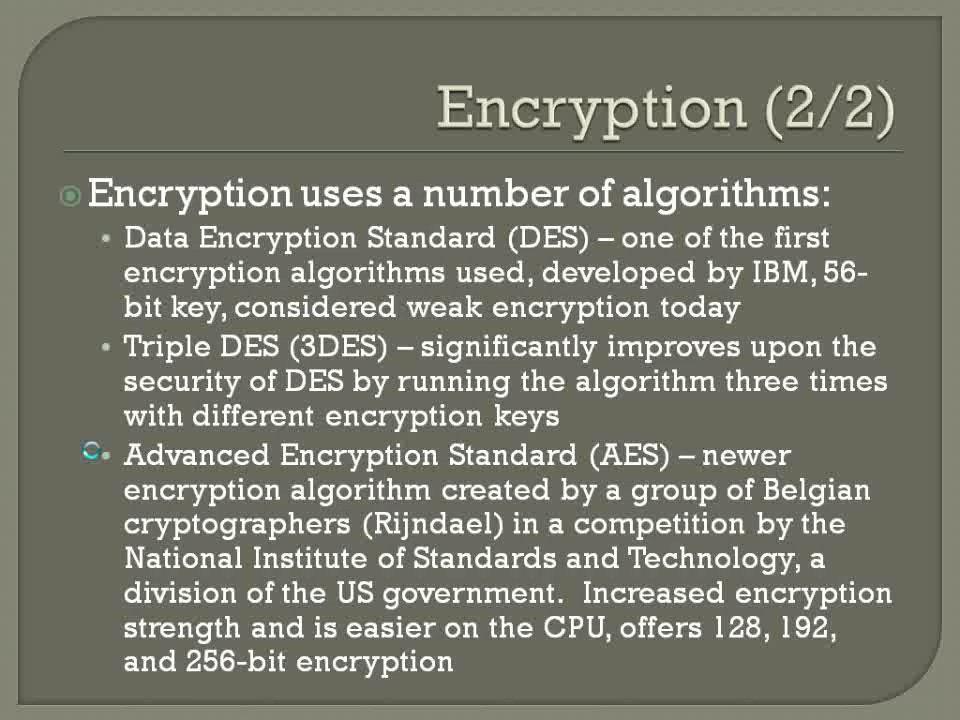 Encryption (2/2)
Encryption uses a number of algorithms:
• Data Encryption Standard (DES) – one of the first
encryption algorithms used, developed by IBM, 56-
bit key, considered weak encryption today
• Triple DES (3DES) – significantly improves upon the
security of DES by running the algorithm three times
with different encryption keys
• Advanced Encryption Standard (AES) – newer
encryption algorithm created by a group of Belgian
cryptographers (Rijndael) in a competition by the
National Institute of Standards and Technology, a
division of the US government.  Increased encryption
strength and is easier on the CPU, offers 128, 192,
and 256-bit encryption